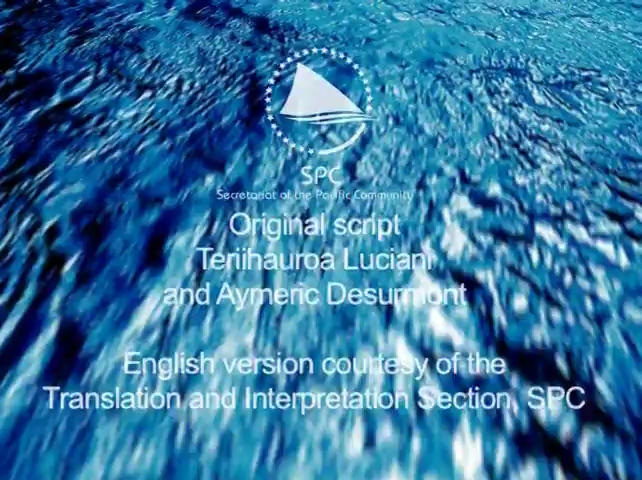 SPC
Secretariat of the Pacific Community
Original script
Teriihauroa Luciani
and Aymeric Desurmont
English version courtesy of the
Translation and Interpretation Section, SPC